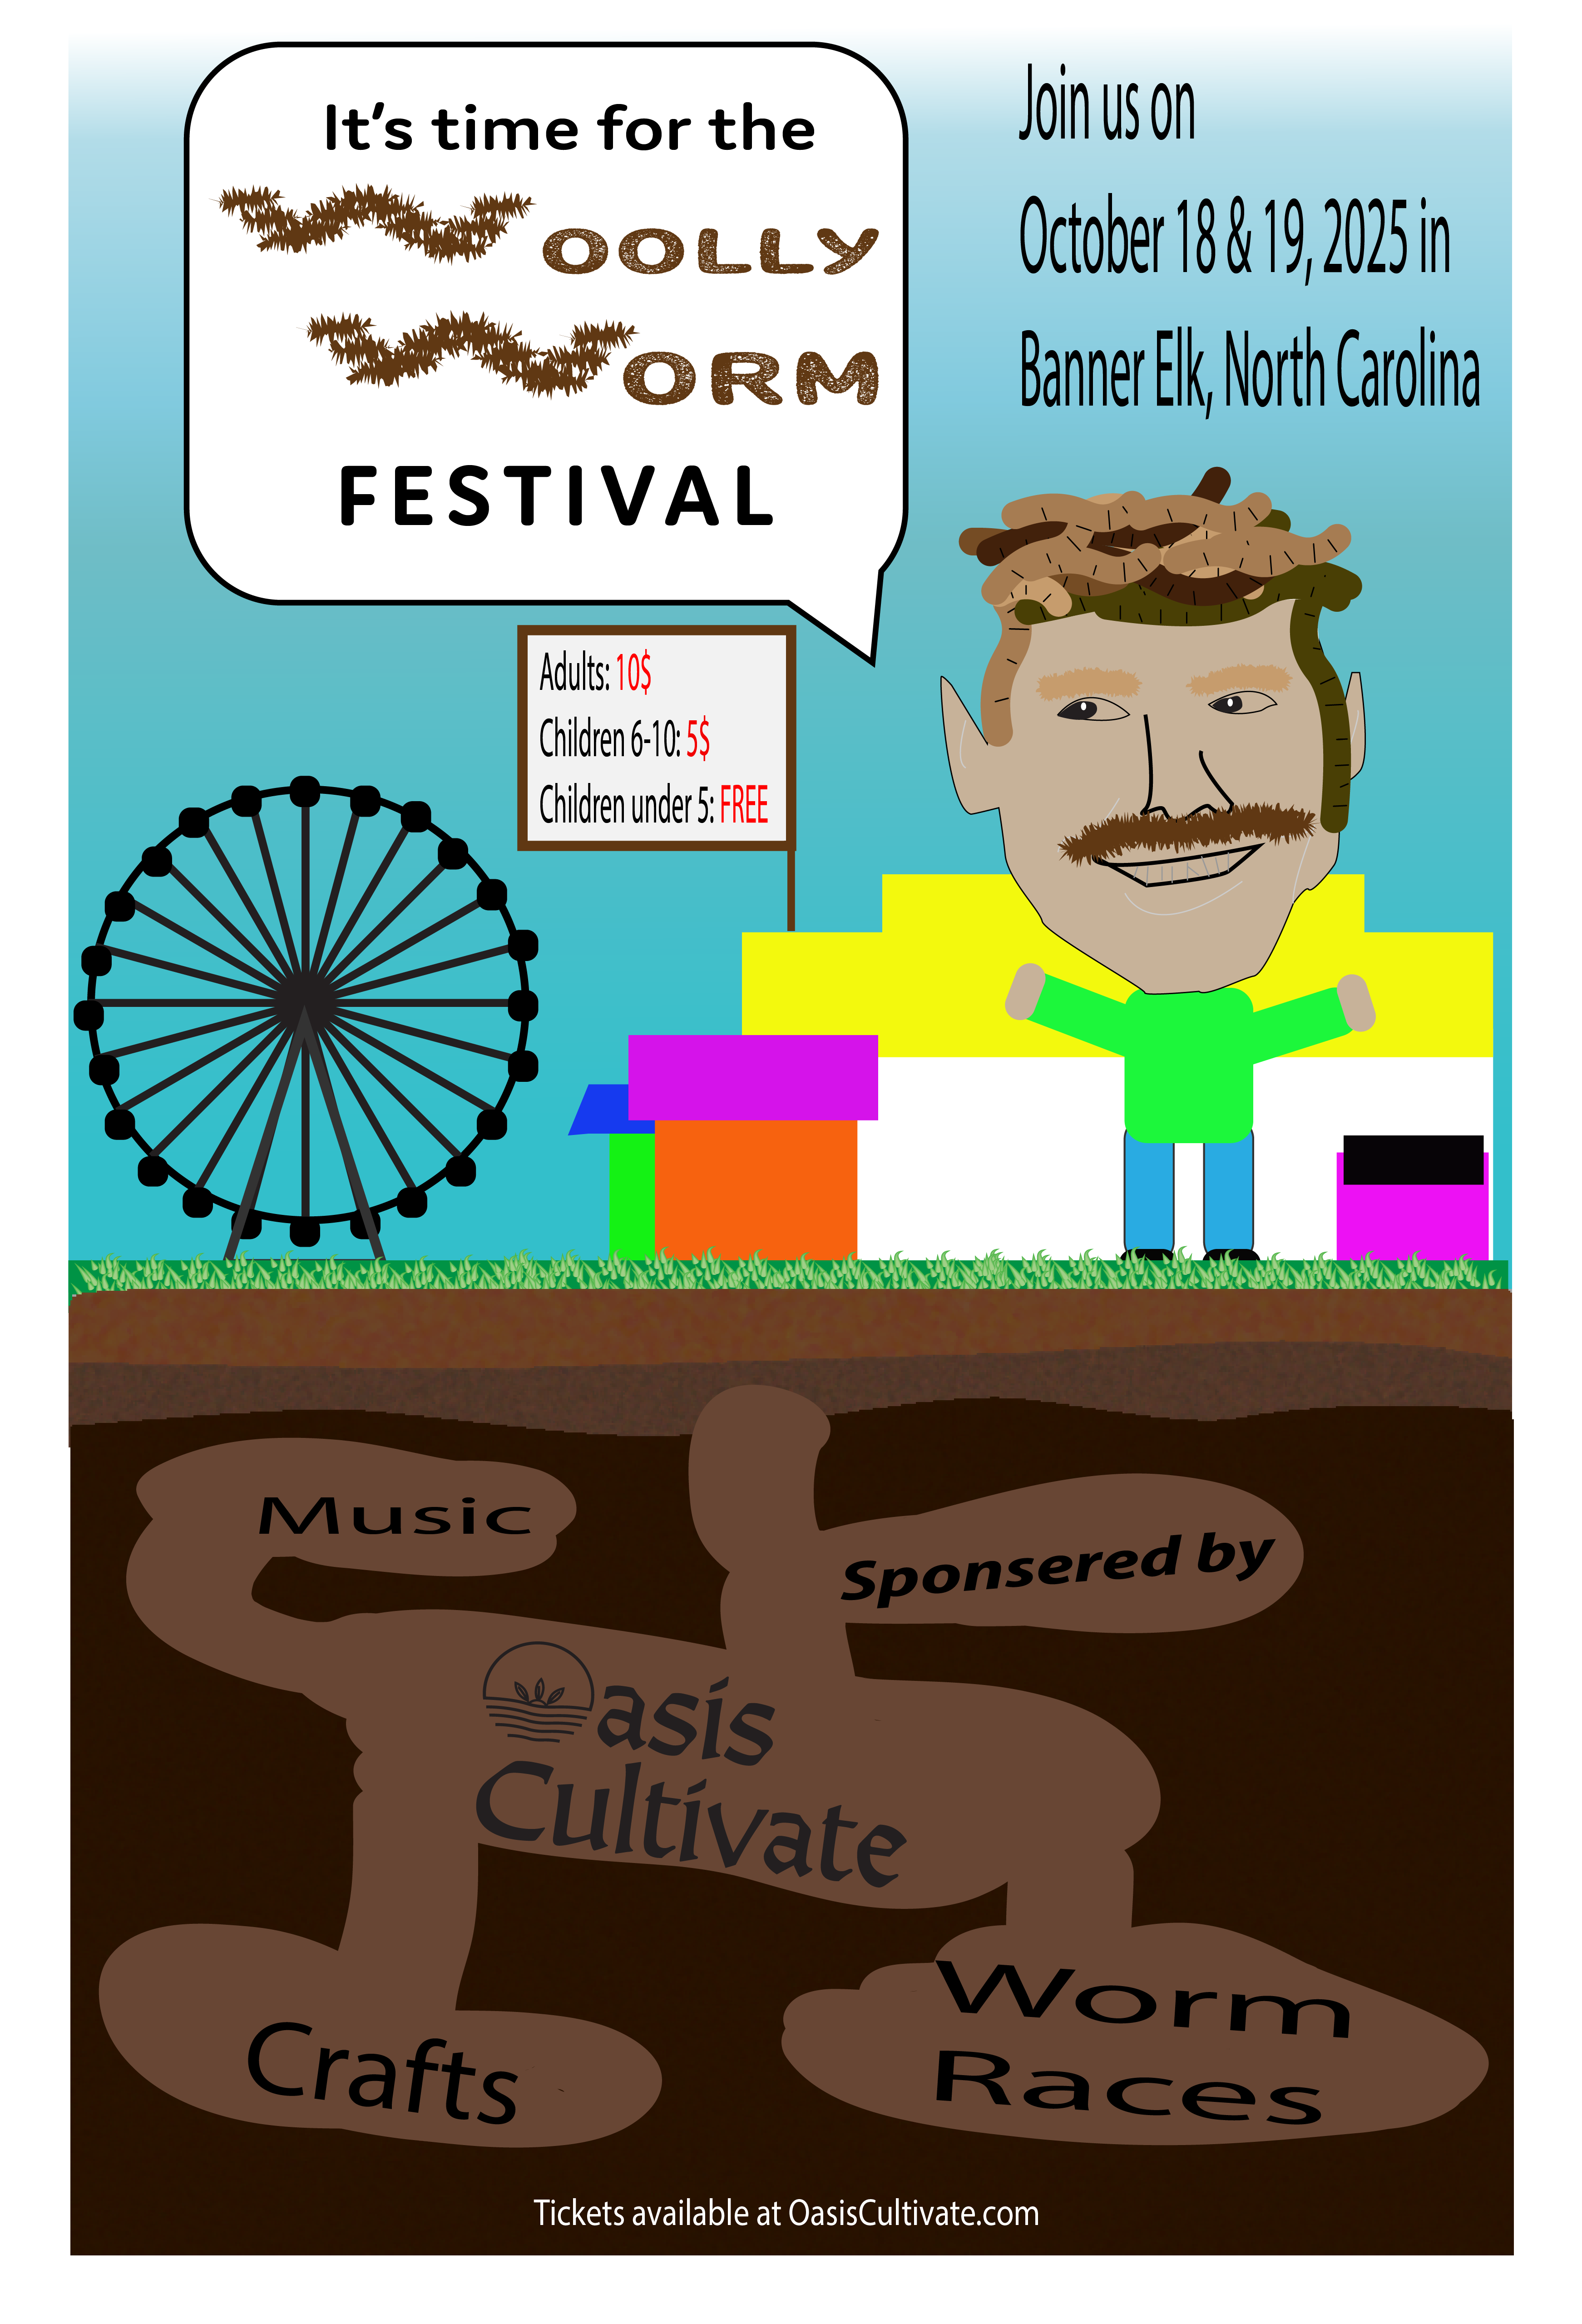 It's time for the
WOOLLY
WORM
FESTIVAL
Join us on
October 18 & 19, 2025 in
Banner Elk, North Carolina
Adults: 10$
Children 6-10: 5$
Children under 5: FREE
Music
Sponsered by
Oasis
Cultivate
Crafts
Worm
Races
Tickets available at OasisCultivate.com